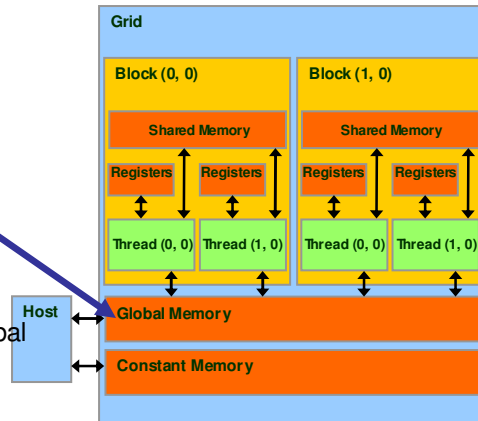 Grid
Block (0, 0)
Block (1, 0)
Shared Memory
Shared Memory
Registers
Registers
Registers
Registers
Thread (0, 0)
Thread (1, 0)
Thread (0, 0)
Thread (1, 0)
Host
Global Memory
Constant Memory